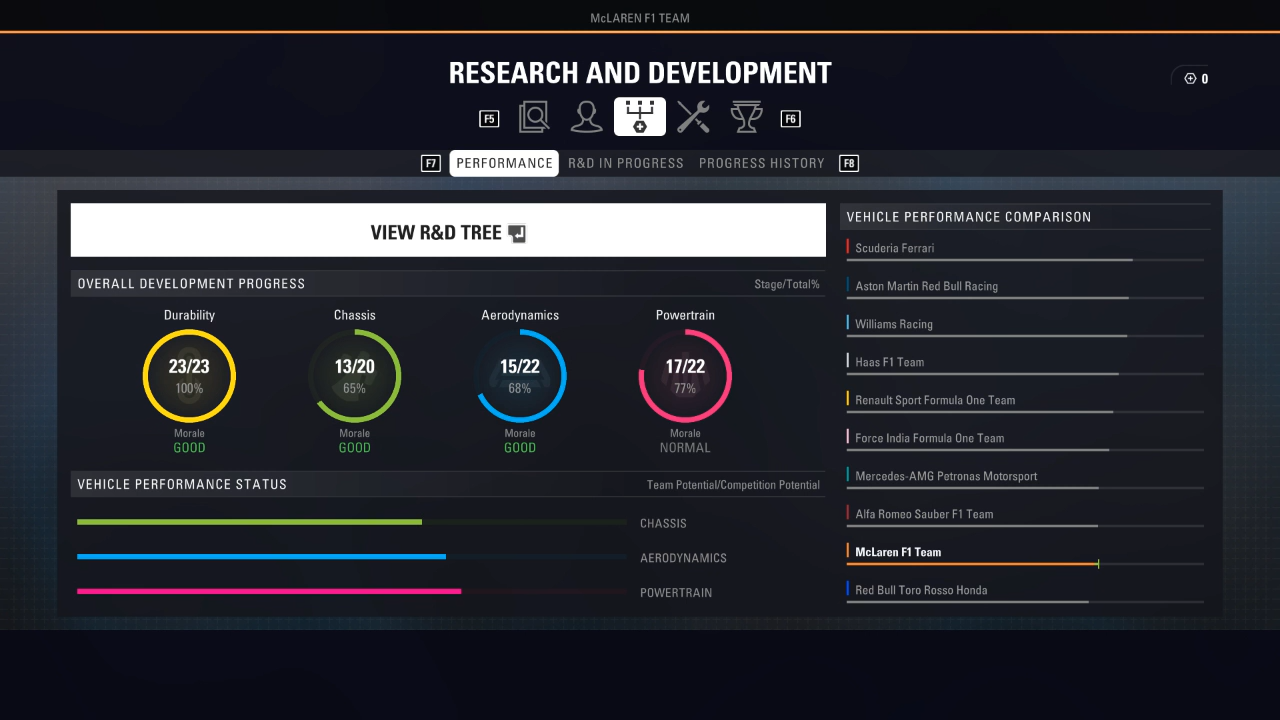 McLAREN F1 TEAM
RESEARCH AND DEVELOPMENT
0
F5
F6
F7 PERFORMANCE R&D IN PROGRESS PROGRESS HISTORY F8
VIEW R&D TREE
OVERALL DEVELOPMENT PROGRESS Stage/Total%
Durability Chassis Aerodynamics Powertrain
23/23 13/20 15/22 17/22
100% 65% 68% 77%
Morale Morale Morale Morale
GOOD GOOD GOOD NORMAL
VEHICLE PERFORMANCE STATUS Team Potential/Competition Potential
CHASSIS
AERODYNAMICS
POWERTRAIN
VEHICLE PERFORMANCE COMPARISON
Scuderia Ferrari
Aston Martin Red Bull Racing
Williams Racing
Haas F1 Team
Renault Sport Formula One Team
Force India Formula One Team
Mercedes-AMG Petronas Motorsport
Alfa Romeo Sauber F1 Team
McLaren F1 Team
Red Bull Toro Rosso Honda